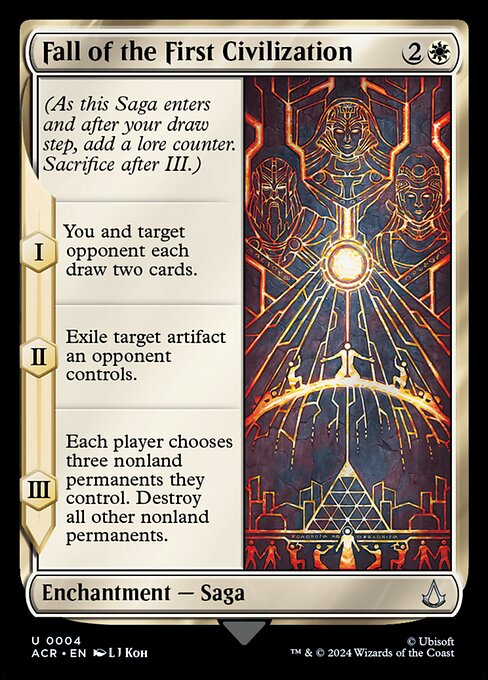 Fall of the First Civilization 2
(As this Saga enters
and after your draw
step, add a lore counter.
Sacrifice after III.)
I
You and target
opponent each
draw two cards.
II
Exile target artifact
an opponent
controls.
III
Each player chooses
three nonland
permanents they
control. Destroy
all other nonland
permanents.
Enchantment — Saga
U 0004
ACR • EN LJ Koh
© Ubisoft
™ & © 2024 Wizards of the Coast